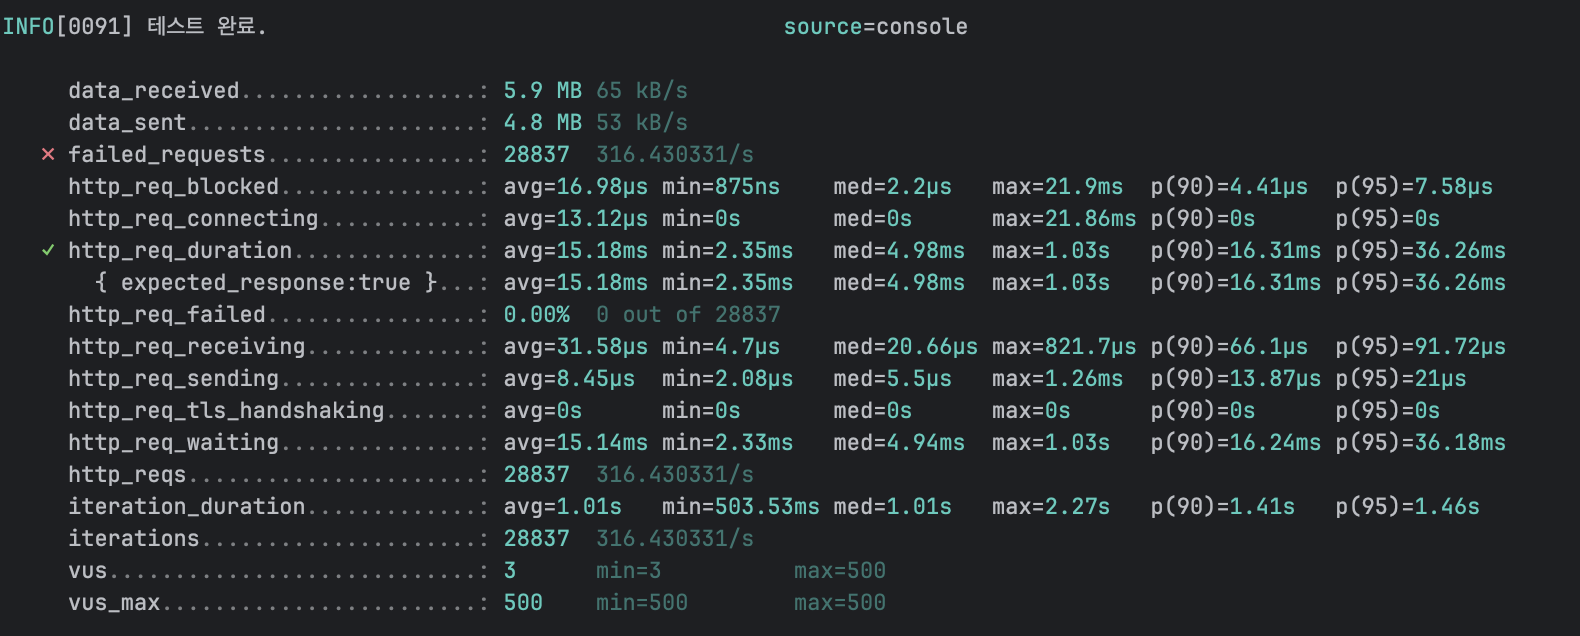 INFO[0091] 테스트 완료. source=console
data_received..................: 5.9 MB 65 kB/s
data_sent......................: 4.8 MB 53 kB/s
✗ failed_requests................: 28837 316.430331/s
http_req_blocked...............: avg=16.98µs min=875ns med=2.2µs max=21.9ms p(90)=4.41µs p(95)=7.58µs
http_req_connecting............: avg=13.12µs min=0s med=0s max=21.86ms p(90)=0s p(95)=0s
✓ http_req_duration..............: avg=15.18ms min=2.35ms med=4.98ms max=1.03s p(90)=16.31ms p(95)=36.26ms
{ expected_response:true }...: avg=15.18ms min=2.35ms med=4.98ms max=1.03s p(90)=16.31ms p(95)=36.26ms
http_req_failed................: 0.00% 0 out of 28837
http_req_receiving.............: avg=31.58µs min=4.7µs med=20.66µs max=821.7µs p(90)=66.1µs p(95)=91.72µs
http_req_sending...............: avg=8.45µs min=2.08µs med=5.5µs max=1.26ms p(90)=13.87µs p(95)=21µs
http_req_tls_handshaking.......: avg=0s min=0s med=0s max=0s p(90)=0s p(95)=0s
http_req_waiting...............: avg=15.14ms min=2.33ms med=4.94ms max=1.03s p(90)=16.24ms p(95)=36.18ms
http_reqs......................: 28837 316.430331/s
iteration_duration.............: avg=1.01s min=503.53ms med=1.01s max=2.27s p(90)=1.41s p(95)=1.46s
iterations.....................: 28837 316.430331/s
vus............................: 3 min=3 max=500
vus_max........................: 500 min=500 max=500